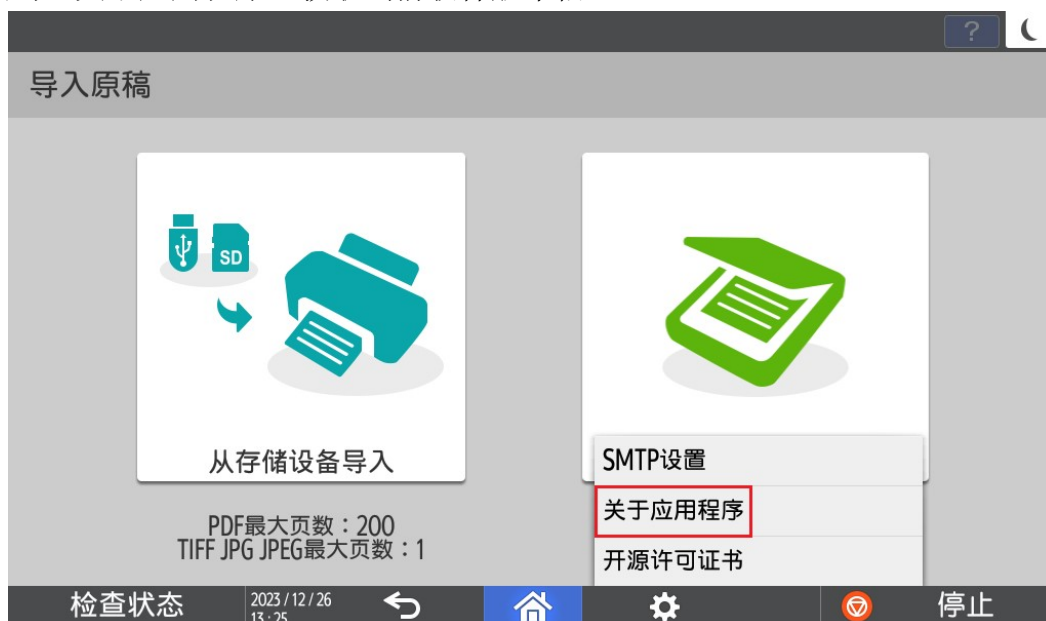 ?
导入原稿
SD
从存储设备导入
PDF最大页数：200
TIFF JPG JPEG最大页数：1
SMTP设置
关于应用程序
开源许可证书
检查状态
2023 / 12 / 26
13 : 25
停止